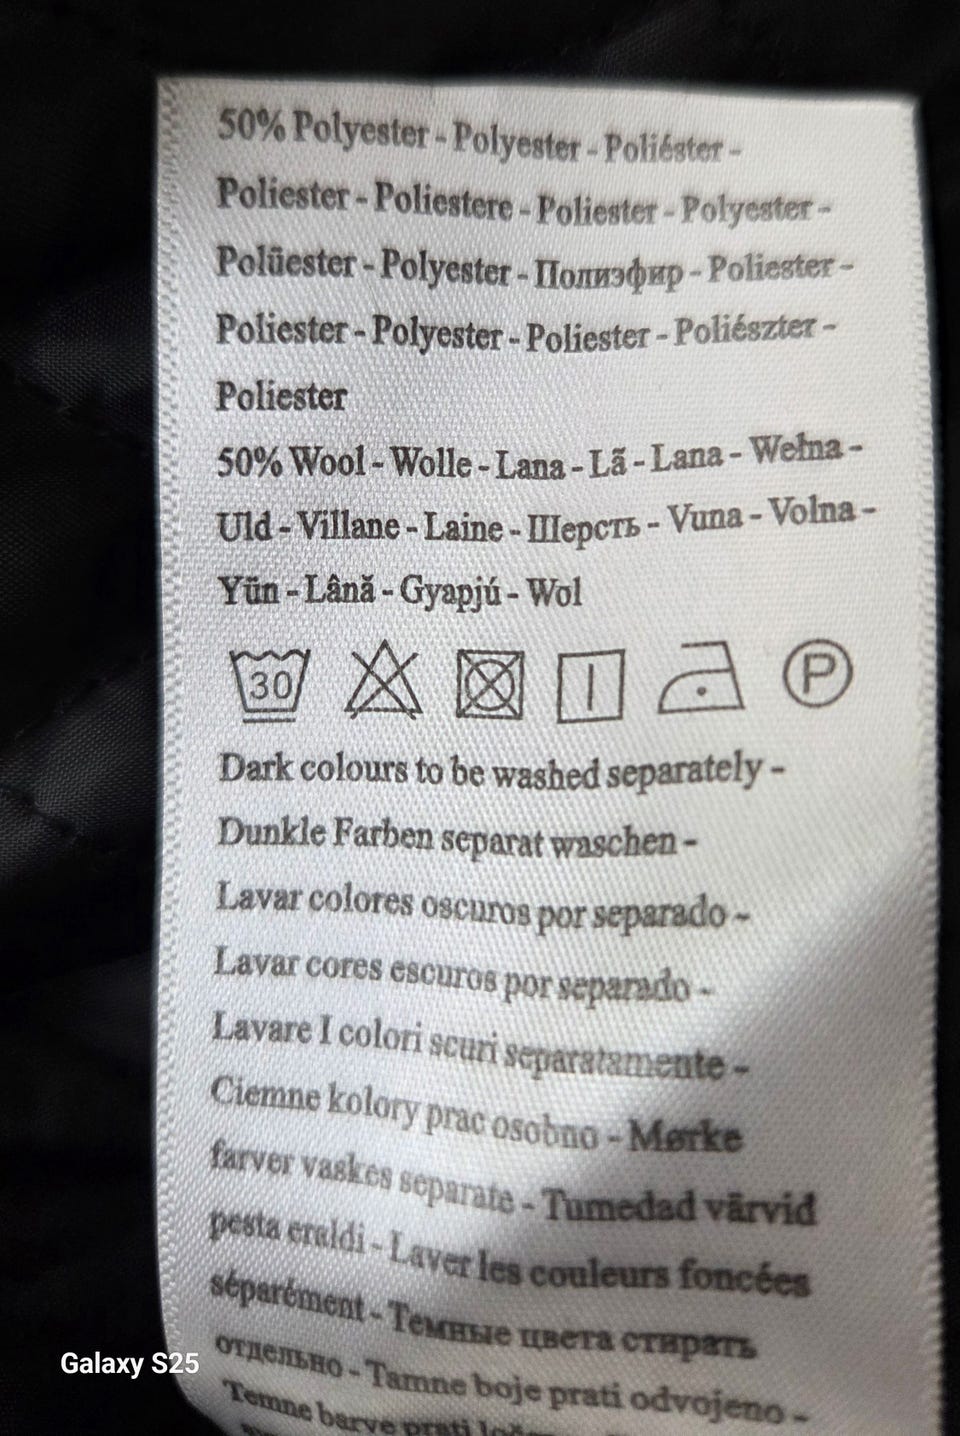 50% Polyester - Polyester - Poliéster -
Poliester - Poliestere - Poliester - Polyester -
Polüester - Polyester - Полиэфир - Poliester -
Poliester - Polyester - Poliester - Poliészter -
Poliester
50% Wool - Wolle - Lana - Lã - Lana - Wełna -
Uld - Villane - Laine - Шерсть - Vuna - Volna -
Yün - Lână - Gyapjú - Wol
30 P
Dark colours to be washed separately -
Dunkle Farben separat waschen -
Lavar colores oscuros por separado -
Lavar cores escuros por separado -
Lavare I colori scuri separatamente -
Ciemne kolory prac osobno - Mørke
farver vaskes separate - Tumedad värvid
pesta eraldi - Laver les couleurs foncées
séparément - Темные цвета стирать
отдельно - Tamne boje prati odvojeno -
Temne barve prati
Galaxy S25